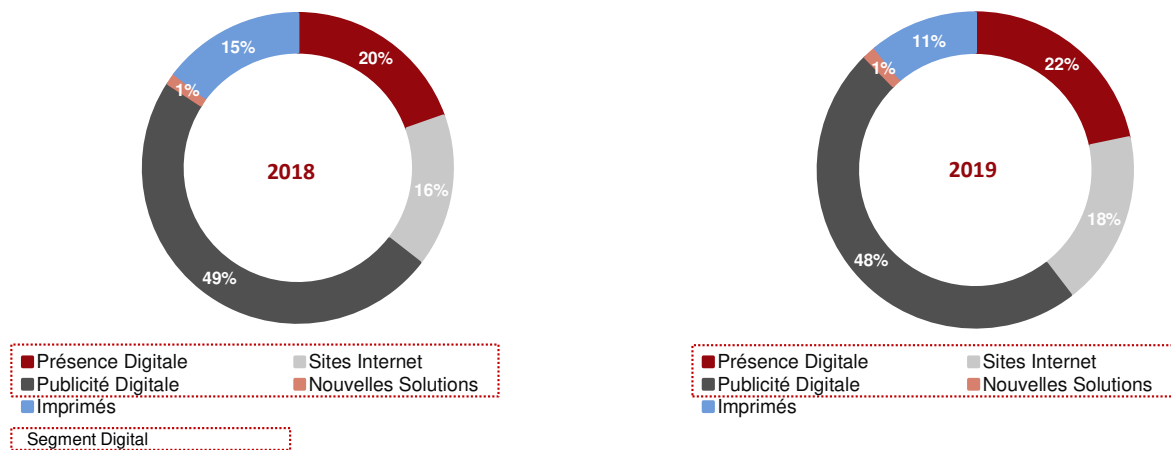 15%
20%
1%
2018
16%
49%
Présence Digitale Sites Internet
Publicité Digitale Nouvelles Solutions
Imprimés
Segment Digital
11%
22%
1%
2019
18%
48%
Présence Digitale Sites Internet
Publicité Digitale Nouvelles Solutions
Imprimés